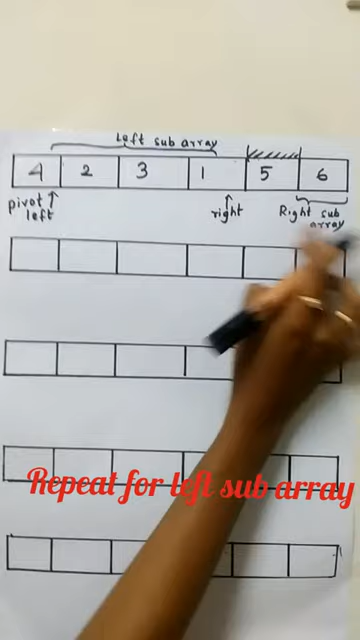 Left sub array
4 2 3 1 5 6
pivot
left
right
Right sub
array
Repeat for left sub array